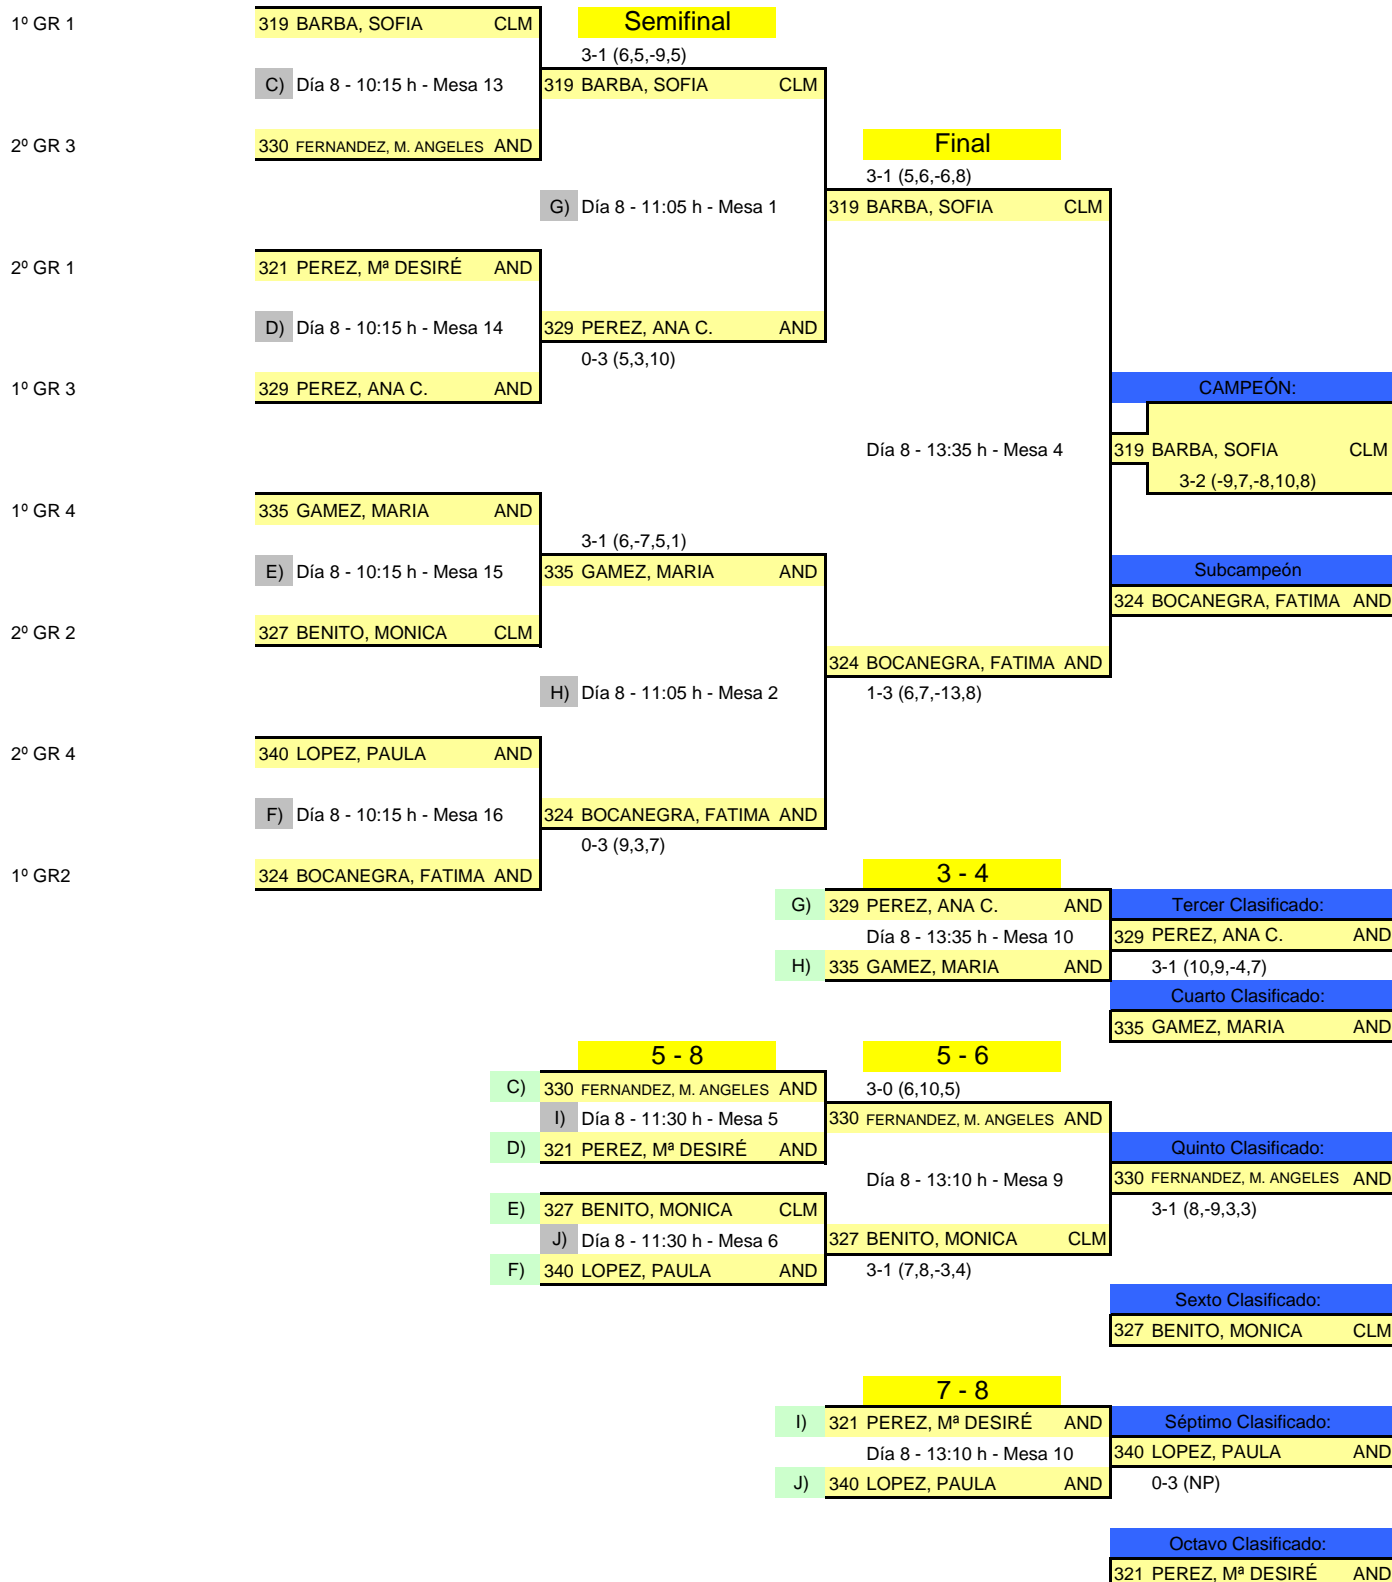 1º GR 1 319 BARBA, SOFIA CLM Semifinal
3-1 (6,5,-9,5)
C) Día 8 - 10:15 h - Mesa 13 319 BARBA, SOFIA CLM
2º GR 3 330 FERNANDEZ, M. ANGELES AND Final
3-1 (5,6,-6,8)
G) Día 8 - 11:05 h - Mesa 1 319 BARBA, SOFIA CLM
2º GR 1 321 PEREZ, Mª DESIRÉ AND
D) Día 8 - 10:15 h - Mesa 14 329 PEREZ, ANA C. AND
0-3 (5,3,10)
1º GR 3 329 PEREZ, ANA C. AND CAMPEÓN:
Día 8 - 13:35 h - Mesa 4 319 BARBA, SOFIA CLM
3-2 (-9,7,-8,10,8)
1º GR 4 335 GAMEZ, MARIA AND
3-1 (6,-7,5,1)
E) Día 8 - 10:15 h - Mesa 15 335 GAMEZ, MARIA AND Subcampeón
324 BOCANEGRA, FATIMA AND
2º GR 2 327 BENITO, MONICA CLM
324 BOCANEGRA, FATIMA AND
H) Día 8 - 11:05 h - Mesa 2 1-3 (6,7,-13,8)
2º GR 4 340 LOPEZ, PAULA AND
F) Día 8 - 10:15 h - Mesa 16 324 BOCANEGRA, FATIMA AND
0-3 (9,3,7)
1º GR2 324 BOCANEGRA, FATIMA AND 3 - 4
G) 329 PEREZ, ANA C. AND Tercer Clasificado:
Día 8 - 13:35 h - Mesa 10 329 PEREZ, ANA C. AND
H) 335 GAMEZ, MARIA AND 3-1 (10,9,-4,7)
Cuarto Clasificado:
335 GAMEZ, MARIA AND
5 - 8 5 - 6
C) 330 FERNANDEZ, M. ANGELES AND 3-0 (6,10,5)
I) Día 8 - 11:30 h - Mesa 5 330 FERNANDEZ, M. ANGELES AND
D) 321 PEREZ, Mª DESIRÉ AND Quinto Clasificado:
Día 8 - 13:10 h - Mesa 9 330 FERNANDEZ, M. ANGELES AND
E) 327 BENITO, MONICA CLM 3-1 (8,-9,3,3)
J) Día 8 - 11:30 h - Mesa 6 327 BENITO, MONICA CLM
F) 340 LOPEZ, PAULA AND 3-1 (7,8,-3,4)
Sexto Clasificado:
327 BENITO, MONICA CLM
7 - 8
I) 321 PEREZ, Mª DESIRÉ AND Séptimo Clasificado:
Día 8 - 13:10 h - Mesa 10 340 LOPEZ, PAULA AND
J) 340 LOPEZ, PAULA AND 0-3 (NP)
Octavo Clasificado:
321 PEREZ, Mª DESIRÉ AND